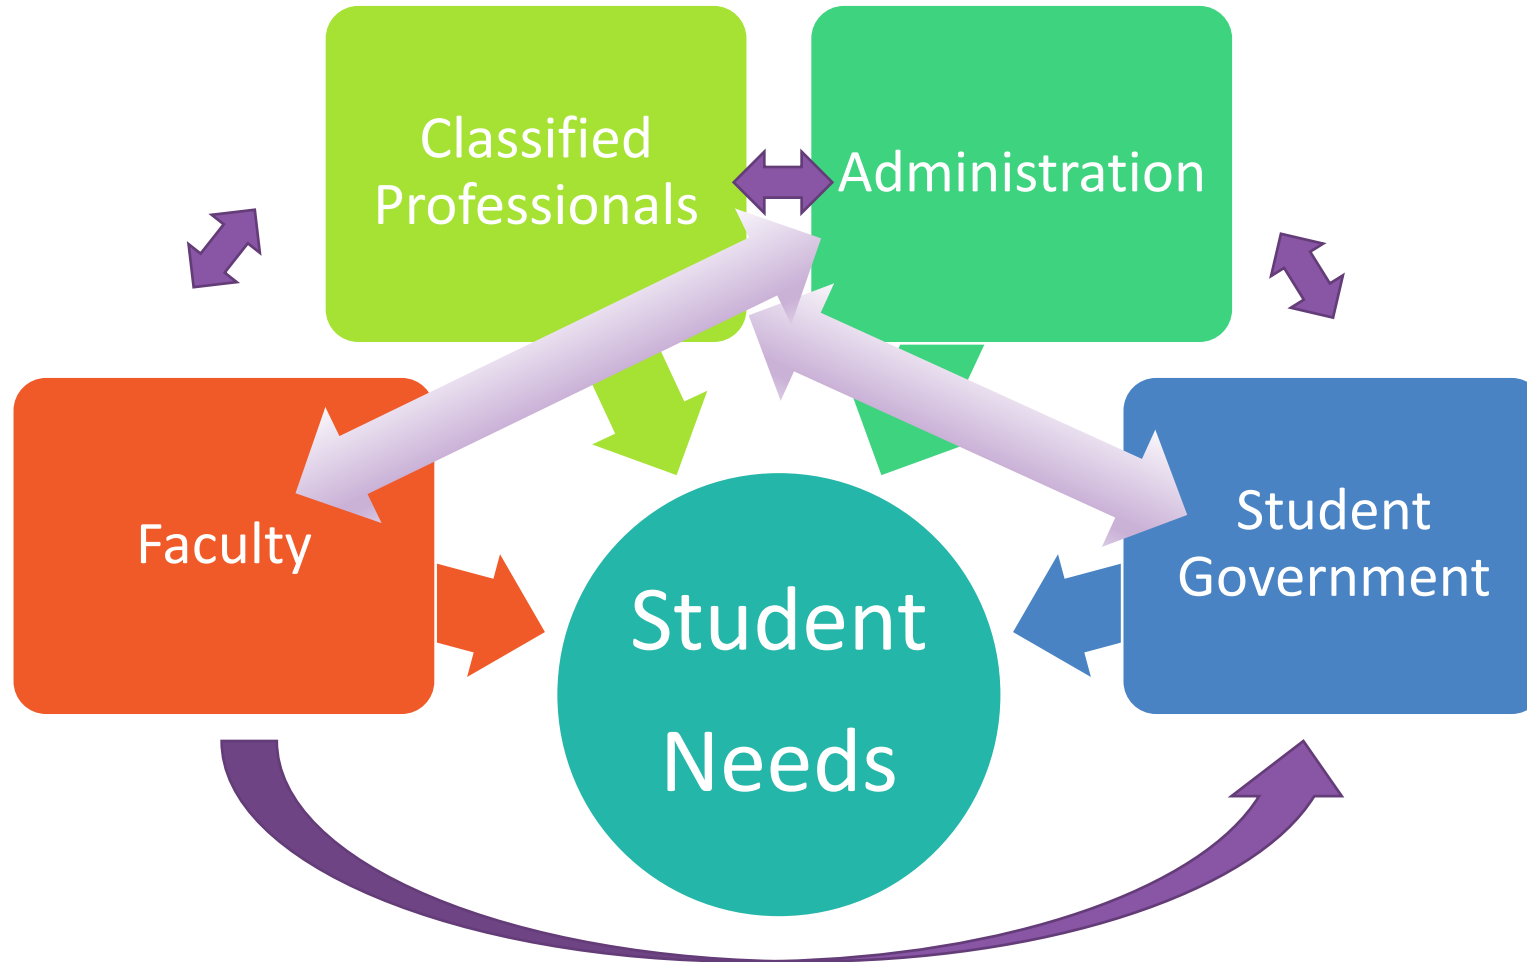 Classified
Professionals
Administration
Faculty
Student
Government
Student
Needs